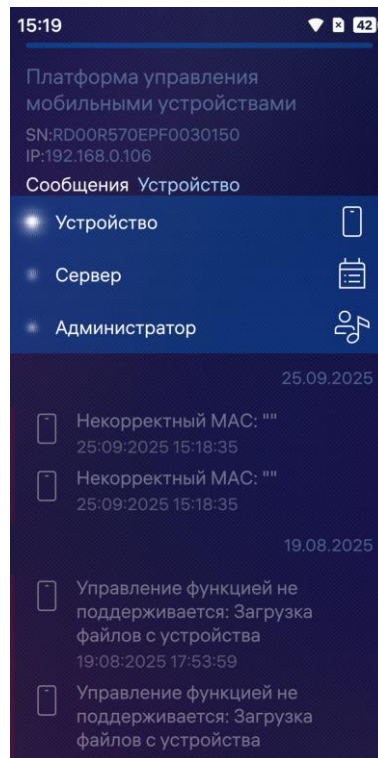 15:19
42
Платформа управления
мобильными устройствами
SN:RD00R570EPF0030150
IP:192.168.0.106
Сообщения Устройство
Устройство
Сервер
Администратор
25.09.2025
Некорректный MAC: ""
25:09:2025 15:18:35
Некорректный MAC: ""
25:09:2025 15:18:35
19.08.2025
Управление функцией не
поддерживается: Загрузка
файлов с устройства
19:08:2025 17:53:59
Управление функцией не
поддерживается: Загрузка
файлов с устройства